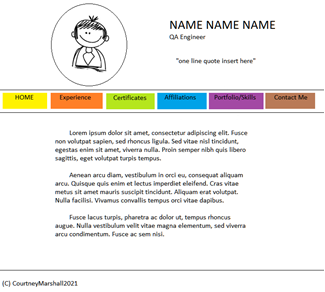 NAME NAME NAME
QA Engineer
"one line quote insert here"
HOME Experience Certificates Affiliations Portfolio/Skills Contact Me
Lorem ipsum dolor sit amet, consectetur adipiscing elit. Fusce
non volutpat sapien, sed rhoncus ligula. Sed vitae nisl tincidunt,
egestas enim sit amet, viverra nulla. Proin semper nibh quis libero
sagittis, eget volutpat turpis tempus.
Aenean arcu diam, vestibulum in orci eu, consequat aliquam
arcu. Quisque quis enim et lectus imperdiet eleifend. Cras vitae
metus sit amet mauris suscipit tincidunt. Aliquam erat volutpat.
Nulla facilisi. Vivamus convallis tempus orci vitae dapibus.
Fusce lacus turpis, pharetra ac dolor ut, tempus rhoncus
augue. Nulla vestibulum velit vitae magna elementum, sed viverra
arcu condimentum. Fusce ac sem nisi.
(C) CourtneyMarshall2021